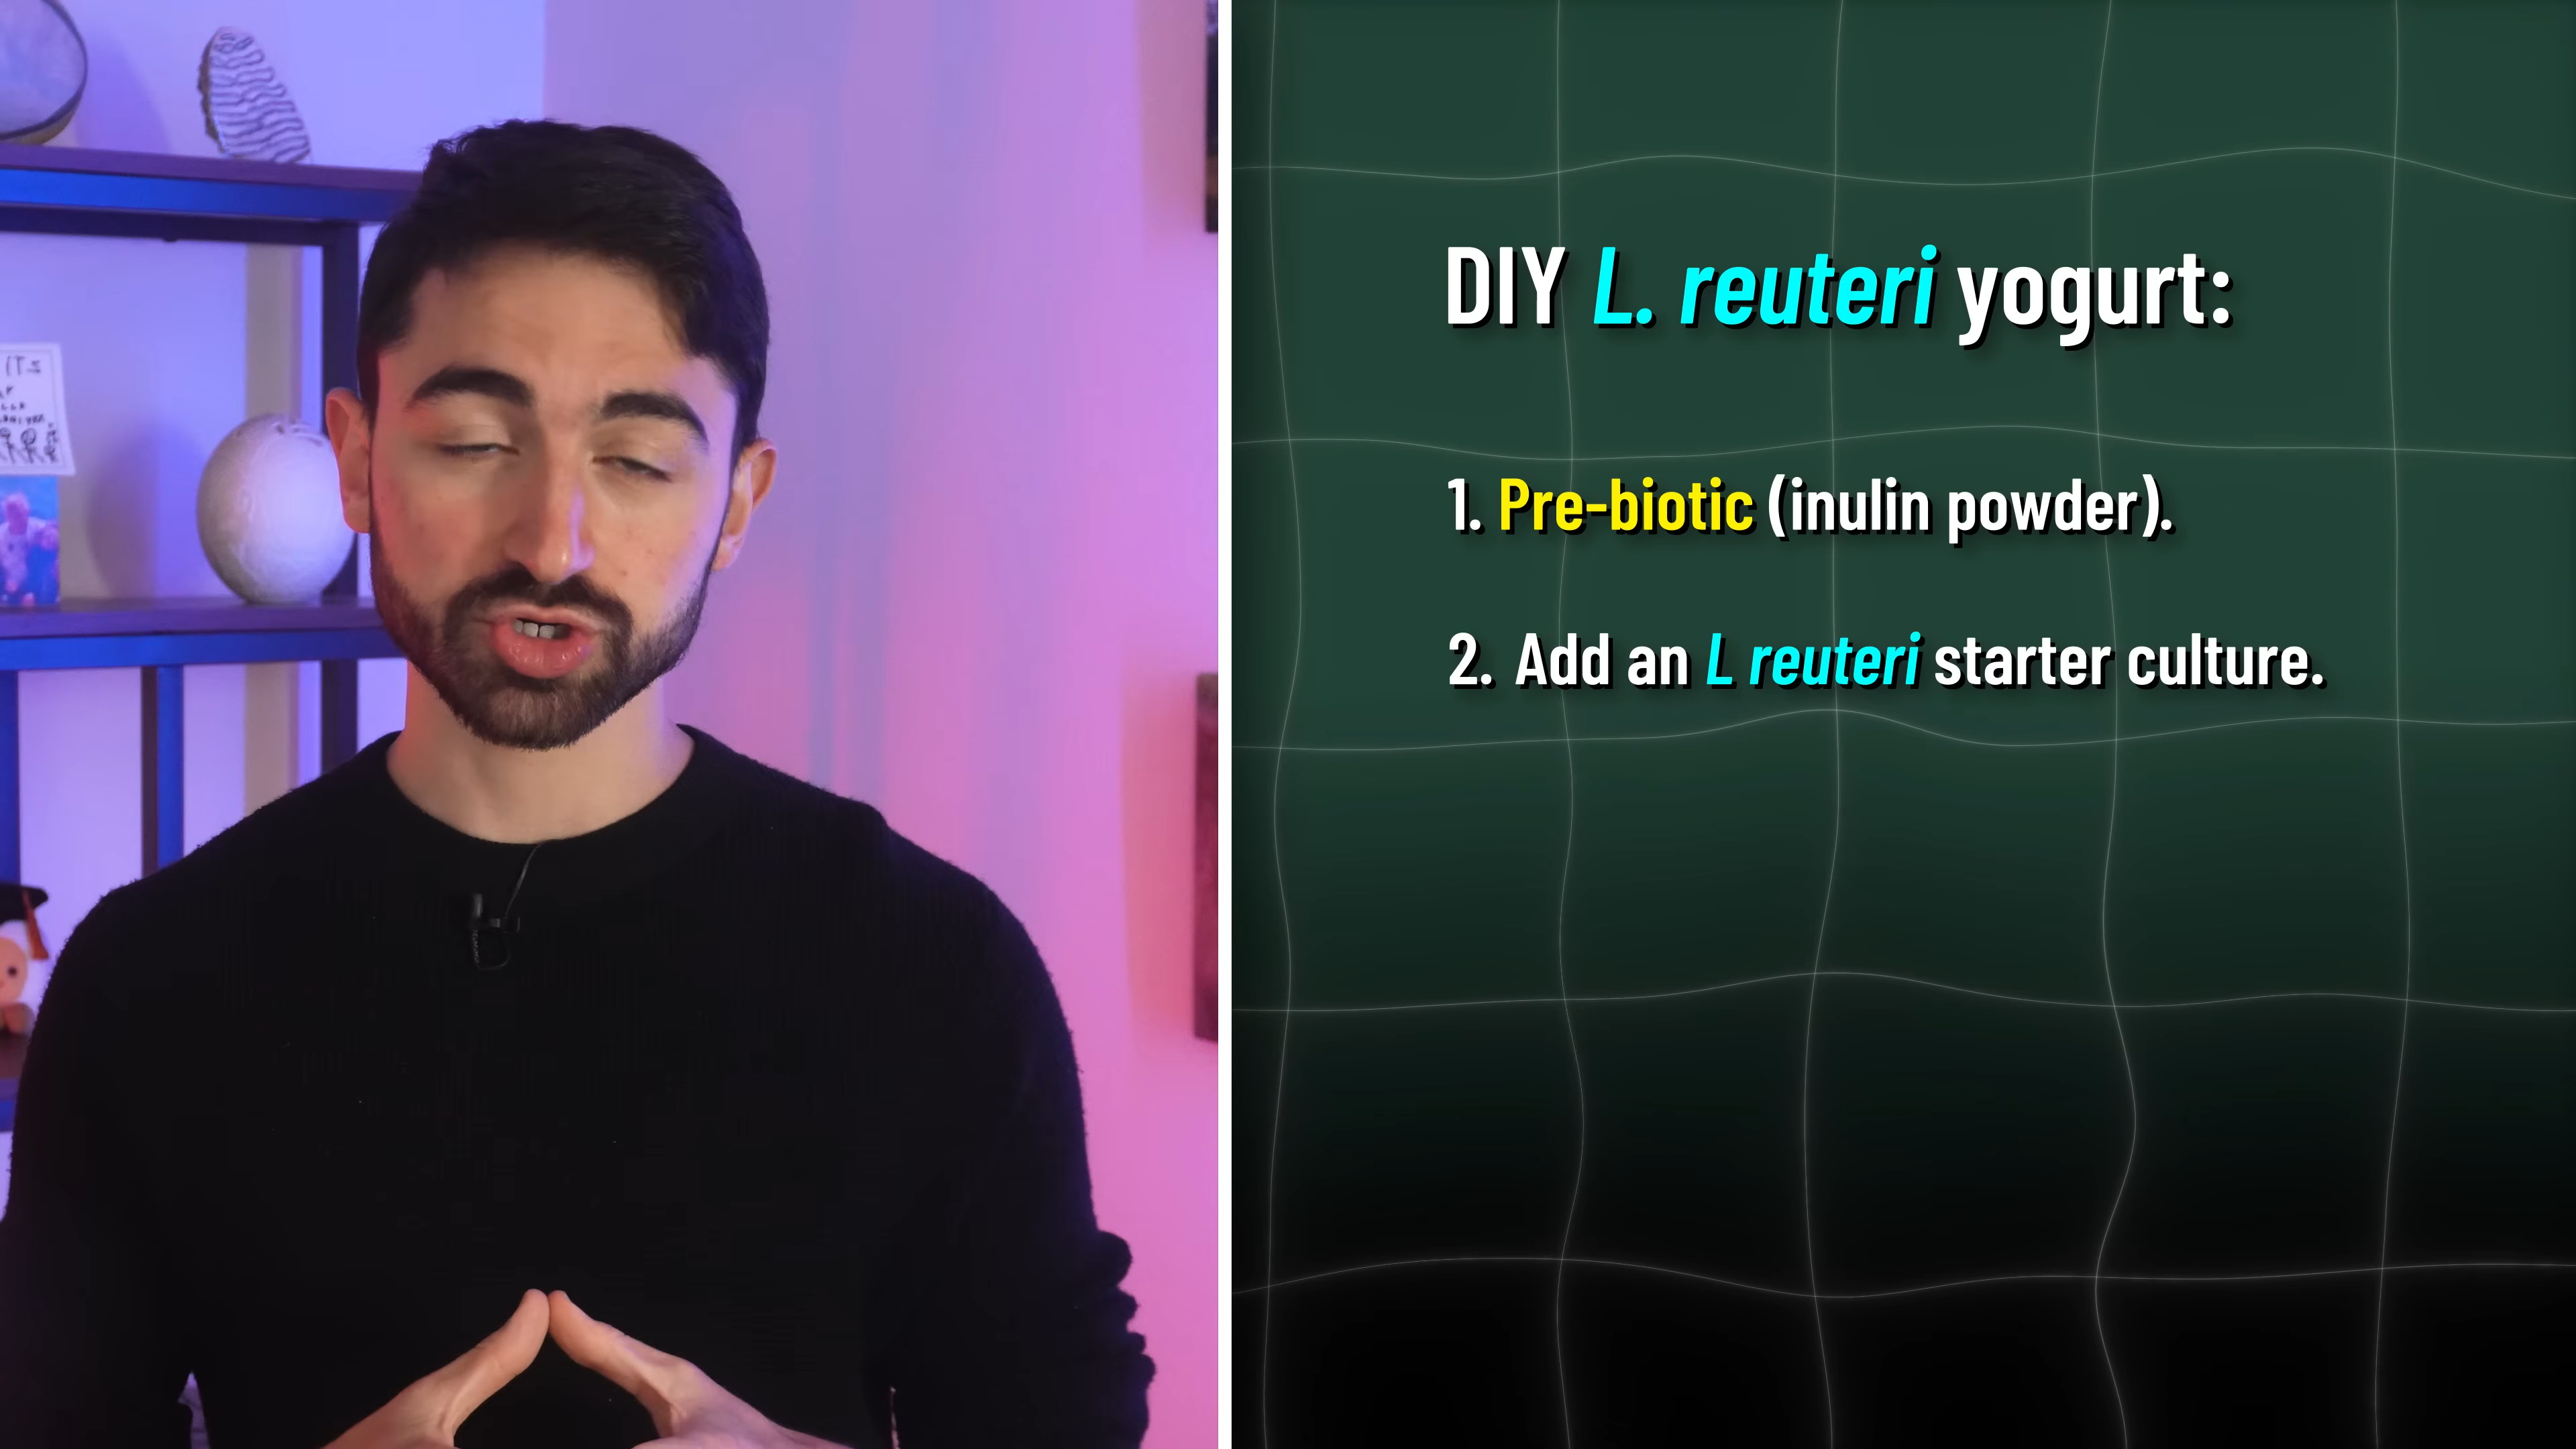 DIY L. reuteri yogurt:
1. Pre-biotic (inulin powder).
2. Add an L reuteri starter culture.